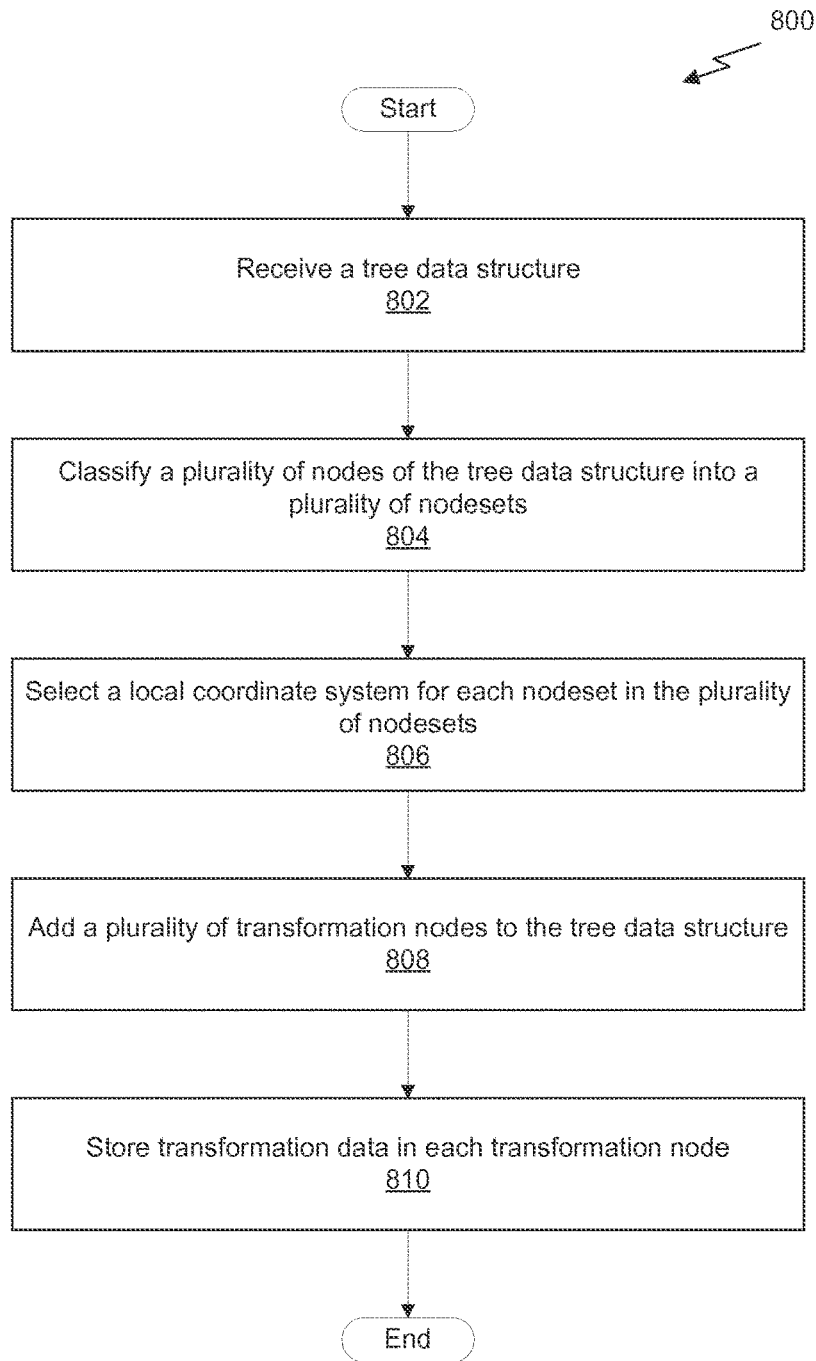 800
Start
Receive a tree data structure
802
Classify a plurality of nodes of the tree data structure into a
plurality of nodesets
804
Select a local coordinate system for each nodeset in the plurality
of nodesets
806
Add a plurality of transformation nodes to the tree data structure
808
Store transformation data in each transformation node
810
End